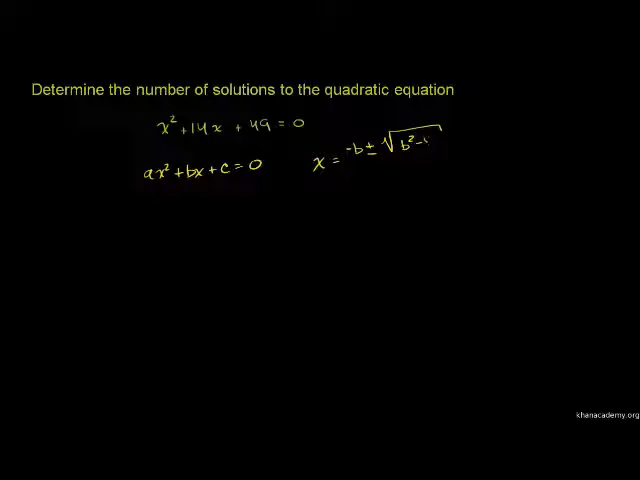 Determine the number of solutions to the quadratic equation
x² + 14x + 49 = 0
ax² + bx + c = 0 x = -b ± √b² -
khanacademy.org